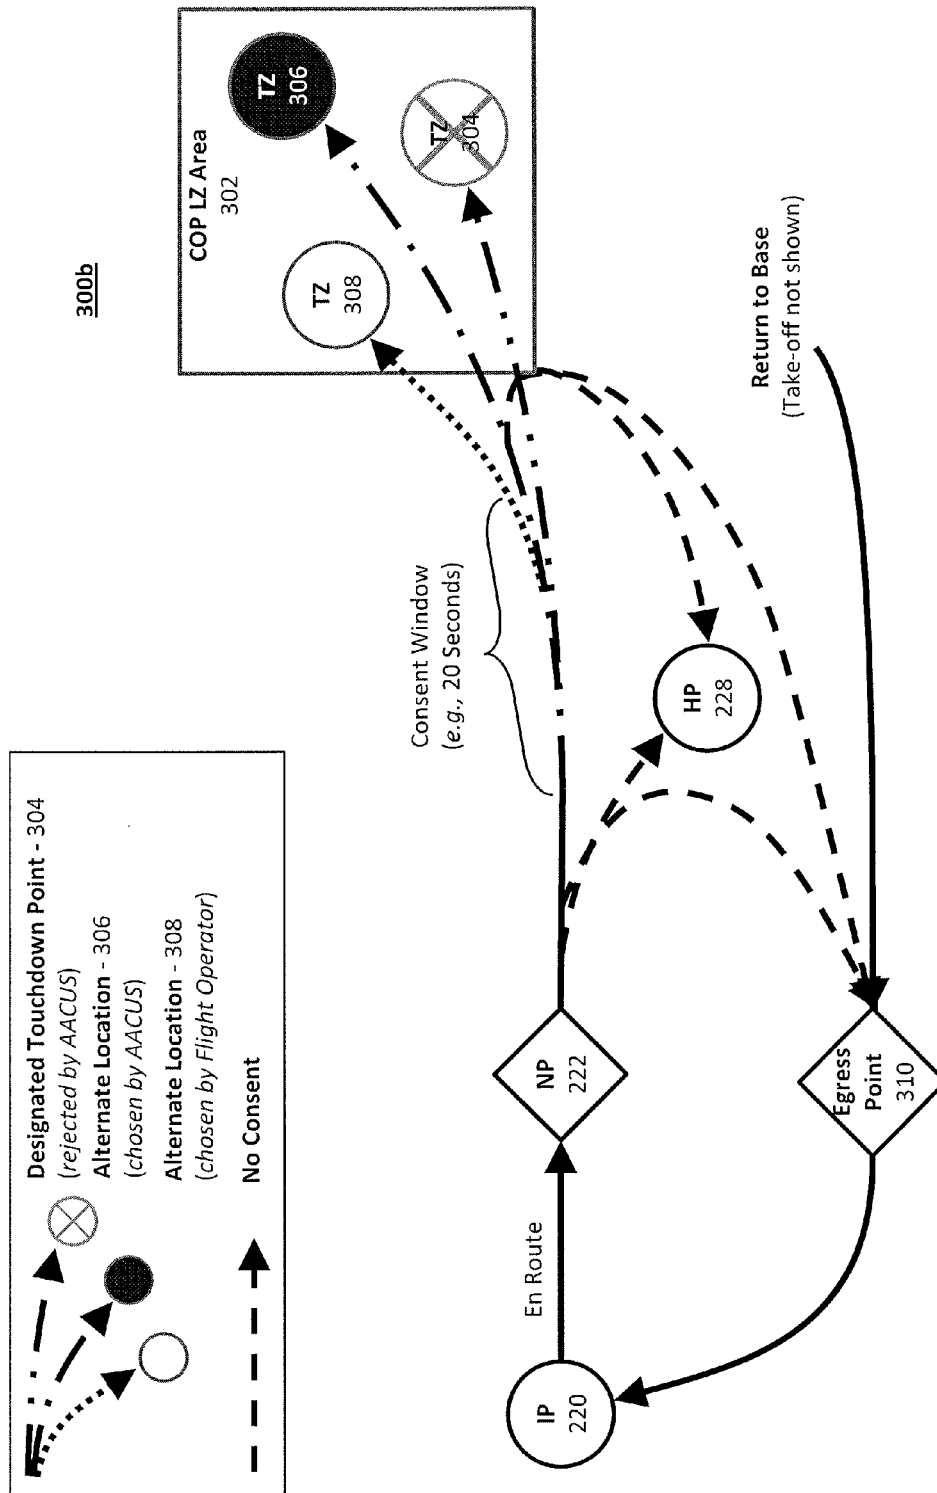 300b
Designated Touchdown Point - 304
(rejected by AACUS)
Alternate Location - 306
(chosen by AACUS)
Alternate Location - 308
(chosen by Flight Operator)
No Consent
COP LZ Area
302
TZ
306
TZ
304
TZ
308
Consent Window
(e.g., 20 Seconds)
En Route
IP
220
NP
222
HP
228
Egress
Point
310
Return to Base
(Take-off not shown)